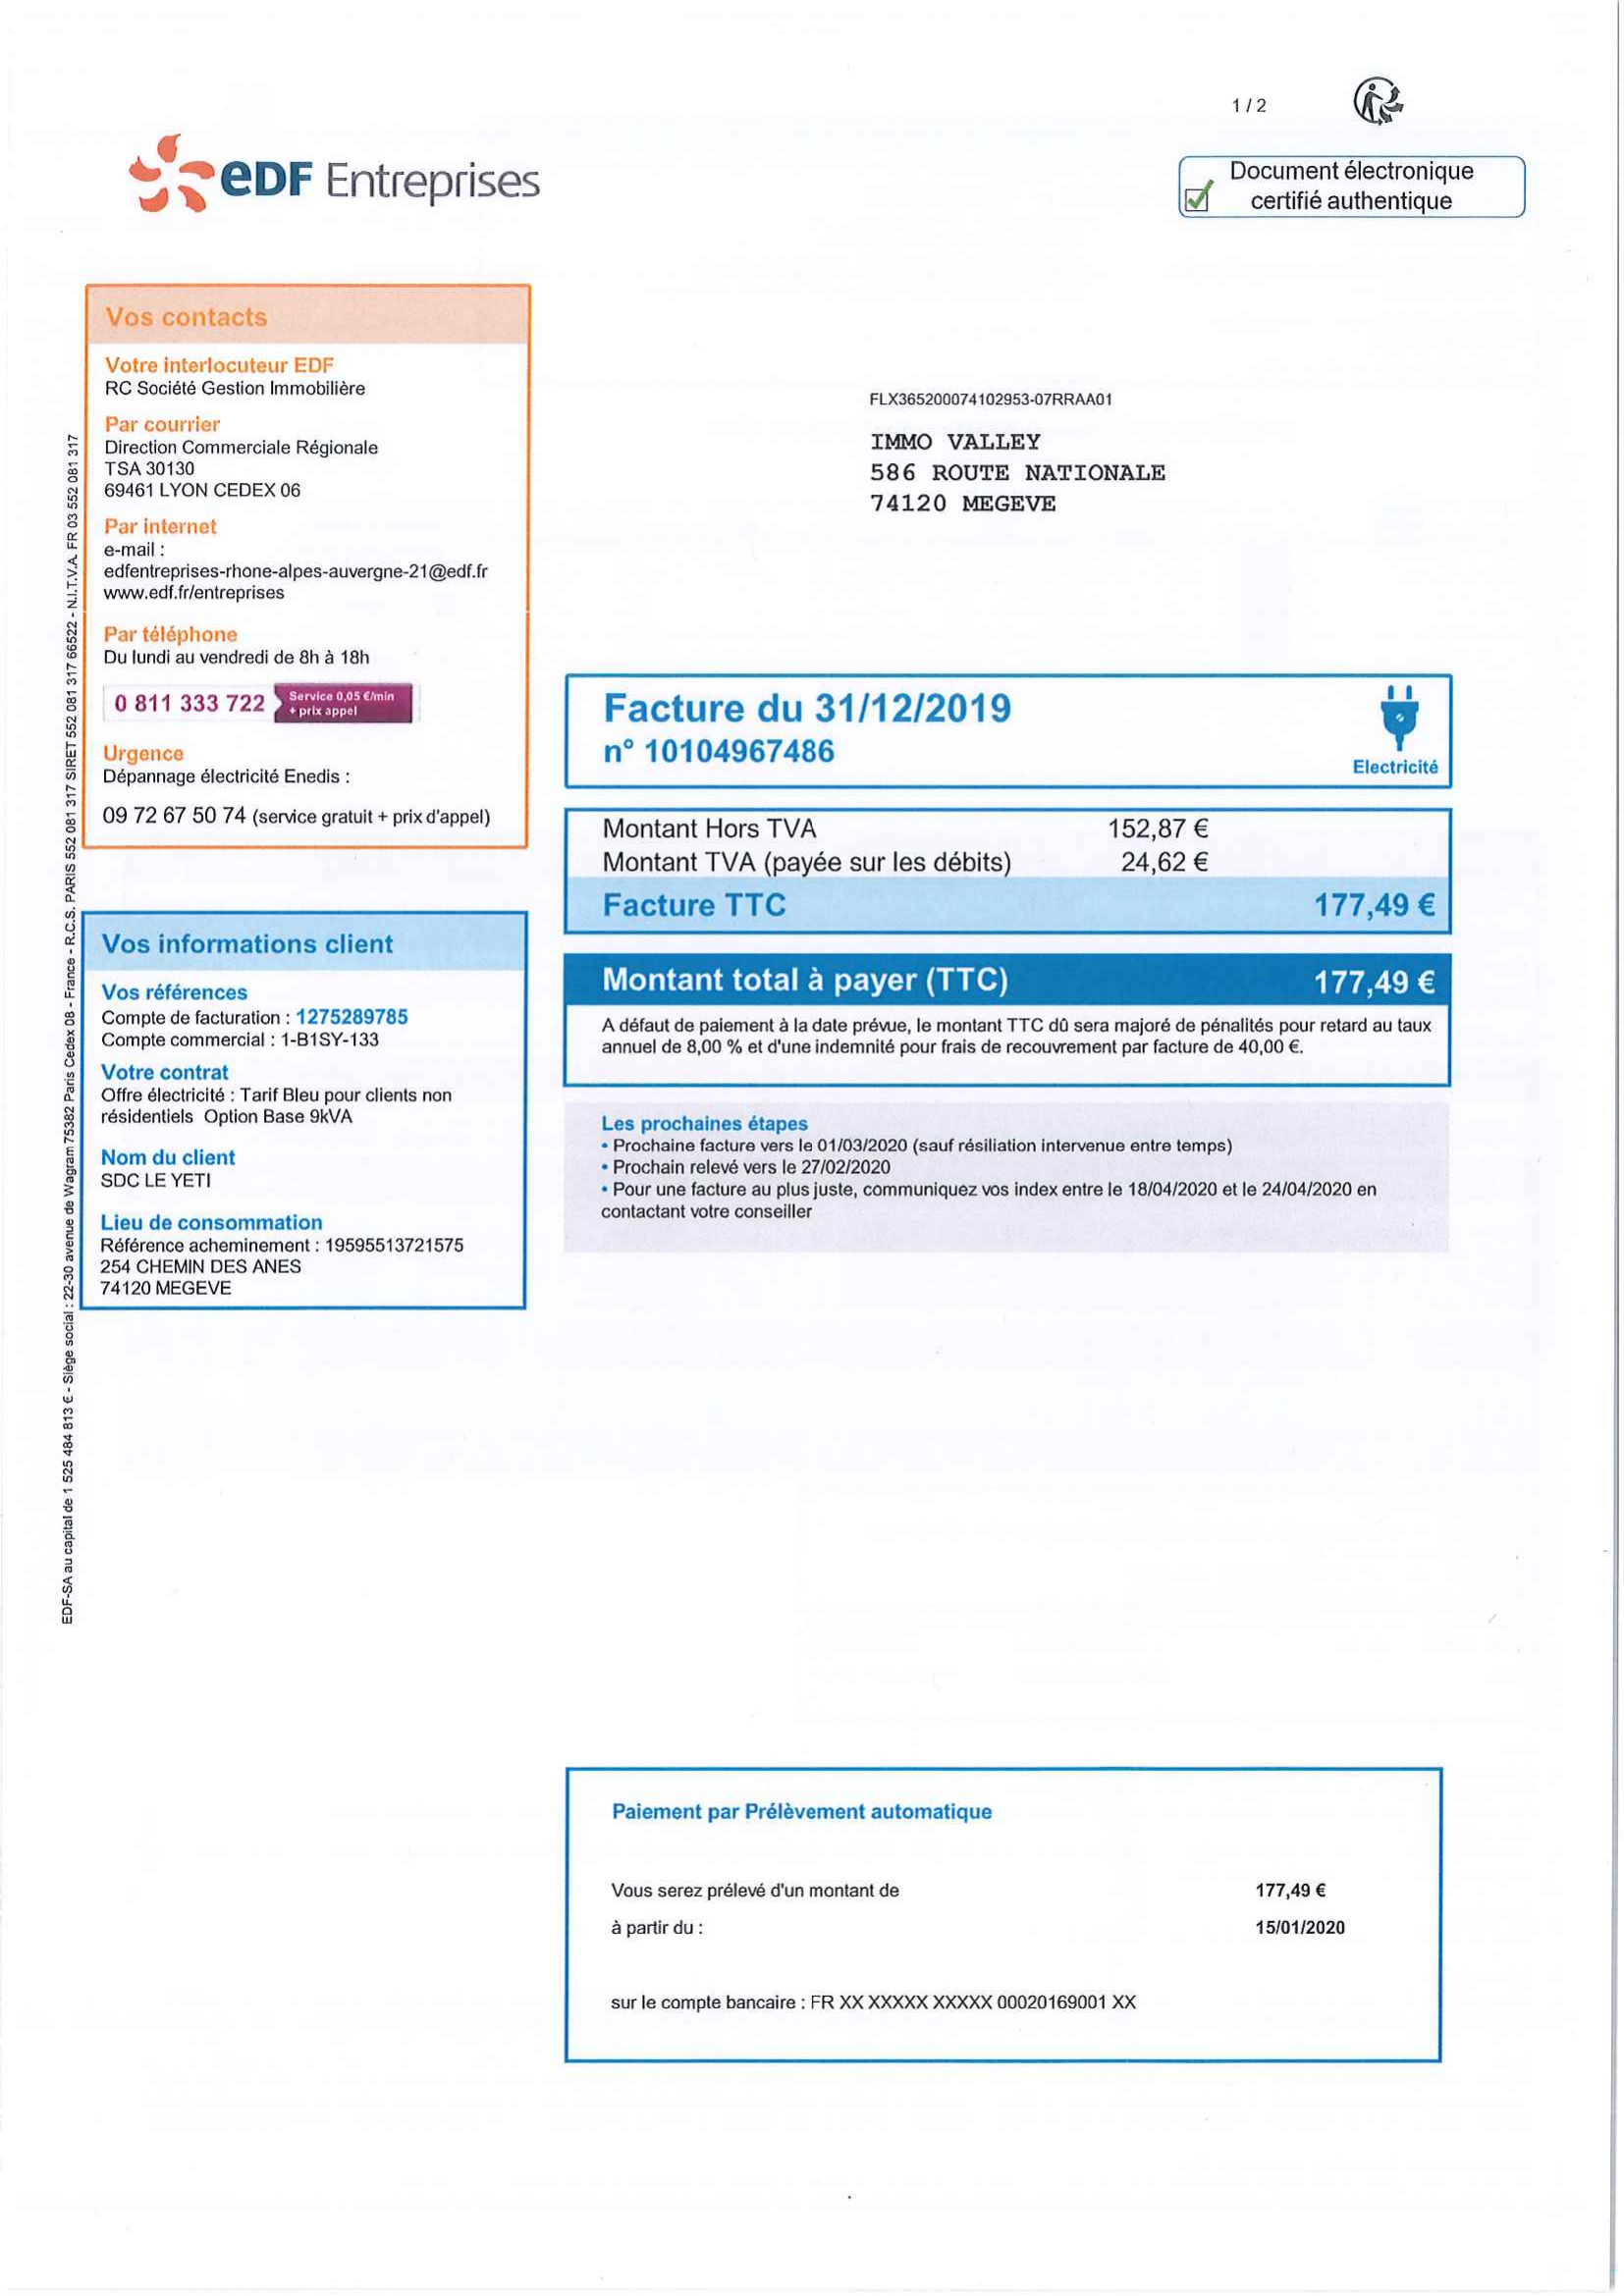 1 / 2
eDF Entreprises
Document électronique
certifié authentique
Vos contacts
Votre interlocuteur EDF
RC Société Gestion Immobilière
Par courrier
Direction Commerciale Régionale
TSA 30130
69461 LYON CEDEX 06
Par internet
e-mail :
edfentreprises-rhone-alpes-auvergne-21@edf.fr
www.edf.fr/entreprises
Par téléphone
Du lundi au vendredi de 8h à 18h
0 811 333 722
Service 0,05 €/min
+ prix appel
Urgence
Dépannage électricité Enedis :
09 72 67 50 74 (service gratuit + prix d'appel)
FLX365200074102953-07RRAA01
IMMO VALLEY
586 ROUTE NATIONALE
74120 MEGEVE
Facture du 31/12/2019
n° 10104967486
Electricité
Montant Hors TVA 152,87 €
Montant TVA (payée sur les débits) 24,62 €
Facture TTC 177,49 €
Montant total à payer (TTC) 177,49 €
A défaut de paiement à la date prévue, le montant TTC dû sera majoré de pénalités pour retard au taux
annuel de 8,00 % et d'une indemnité pour frais de recouvrement par facture de 40,00 €.
Les prochaines étapes
• Prochaine facture vers le 01/03/2020 (sauf résiliation intervenue entre temps)
• Prochain relevé vers le 27/02/2020
• Pour une facture au plus juste, communiquez vos index entre le 18/04/2020 et le 24/04/2020 en
contactant votre conseiller
Vos informations client
Vos références
Compte de facturation : 1275289785
Compte commercial : 1-B1SY-133
Votre contrat
Offre électricité : Tarif Bleu pour clients non
résidentiels Option Base 9kVA
Nom du client
SDC LE YETI
Lieu de consommation
Référence acheminement : 19595513721575
254 CHEMIN DES ANES
74120 MEGEVE
EDF-SA au capital de 1 525 484 813 € - Siège social : 22-30 avenue de Wagram 75382 Paris Cedex 08 - France - R.C.S. PARIS 552 081 317 SIRET 552 081 317 66522 - N.I.T.V.A. FR 03 552 081 317
Paiement par Prélèvement automatique
Vous serez prélevé d'un montant de 177,49 €
à partir du : 15/01/2020
sur le compte bancaire : FR XX XXXXX XXXXX 00020169001 XX